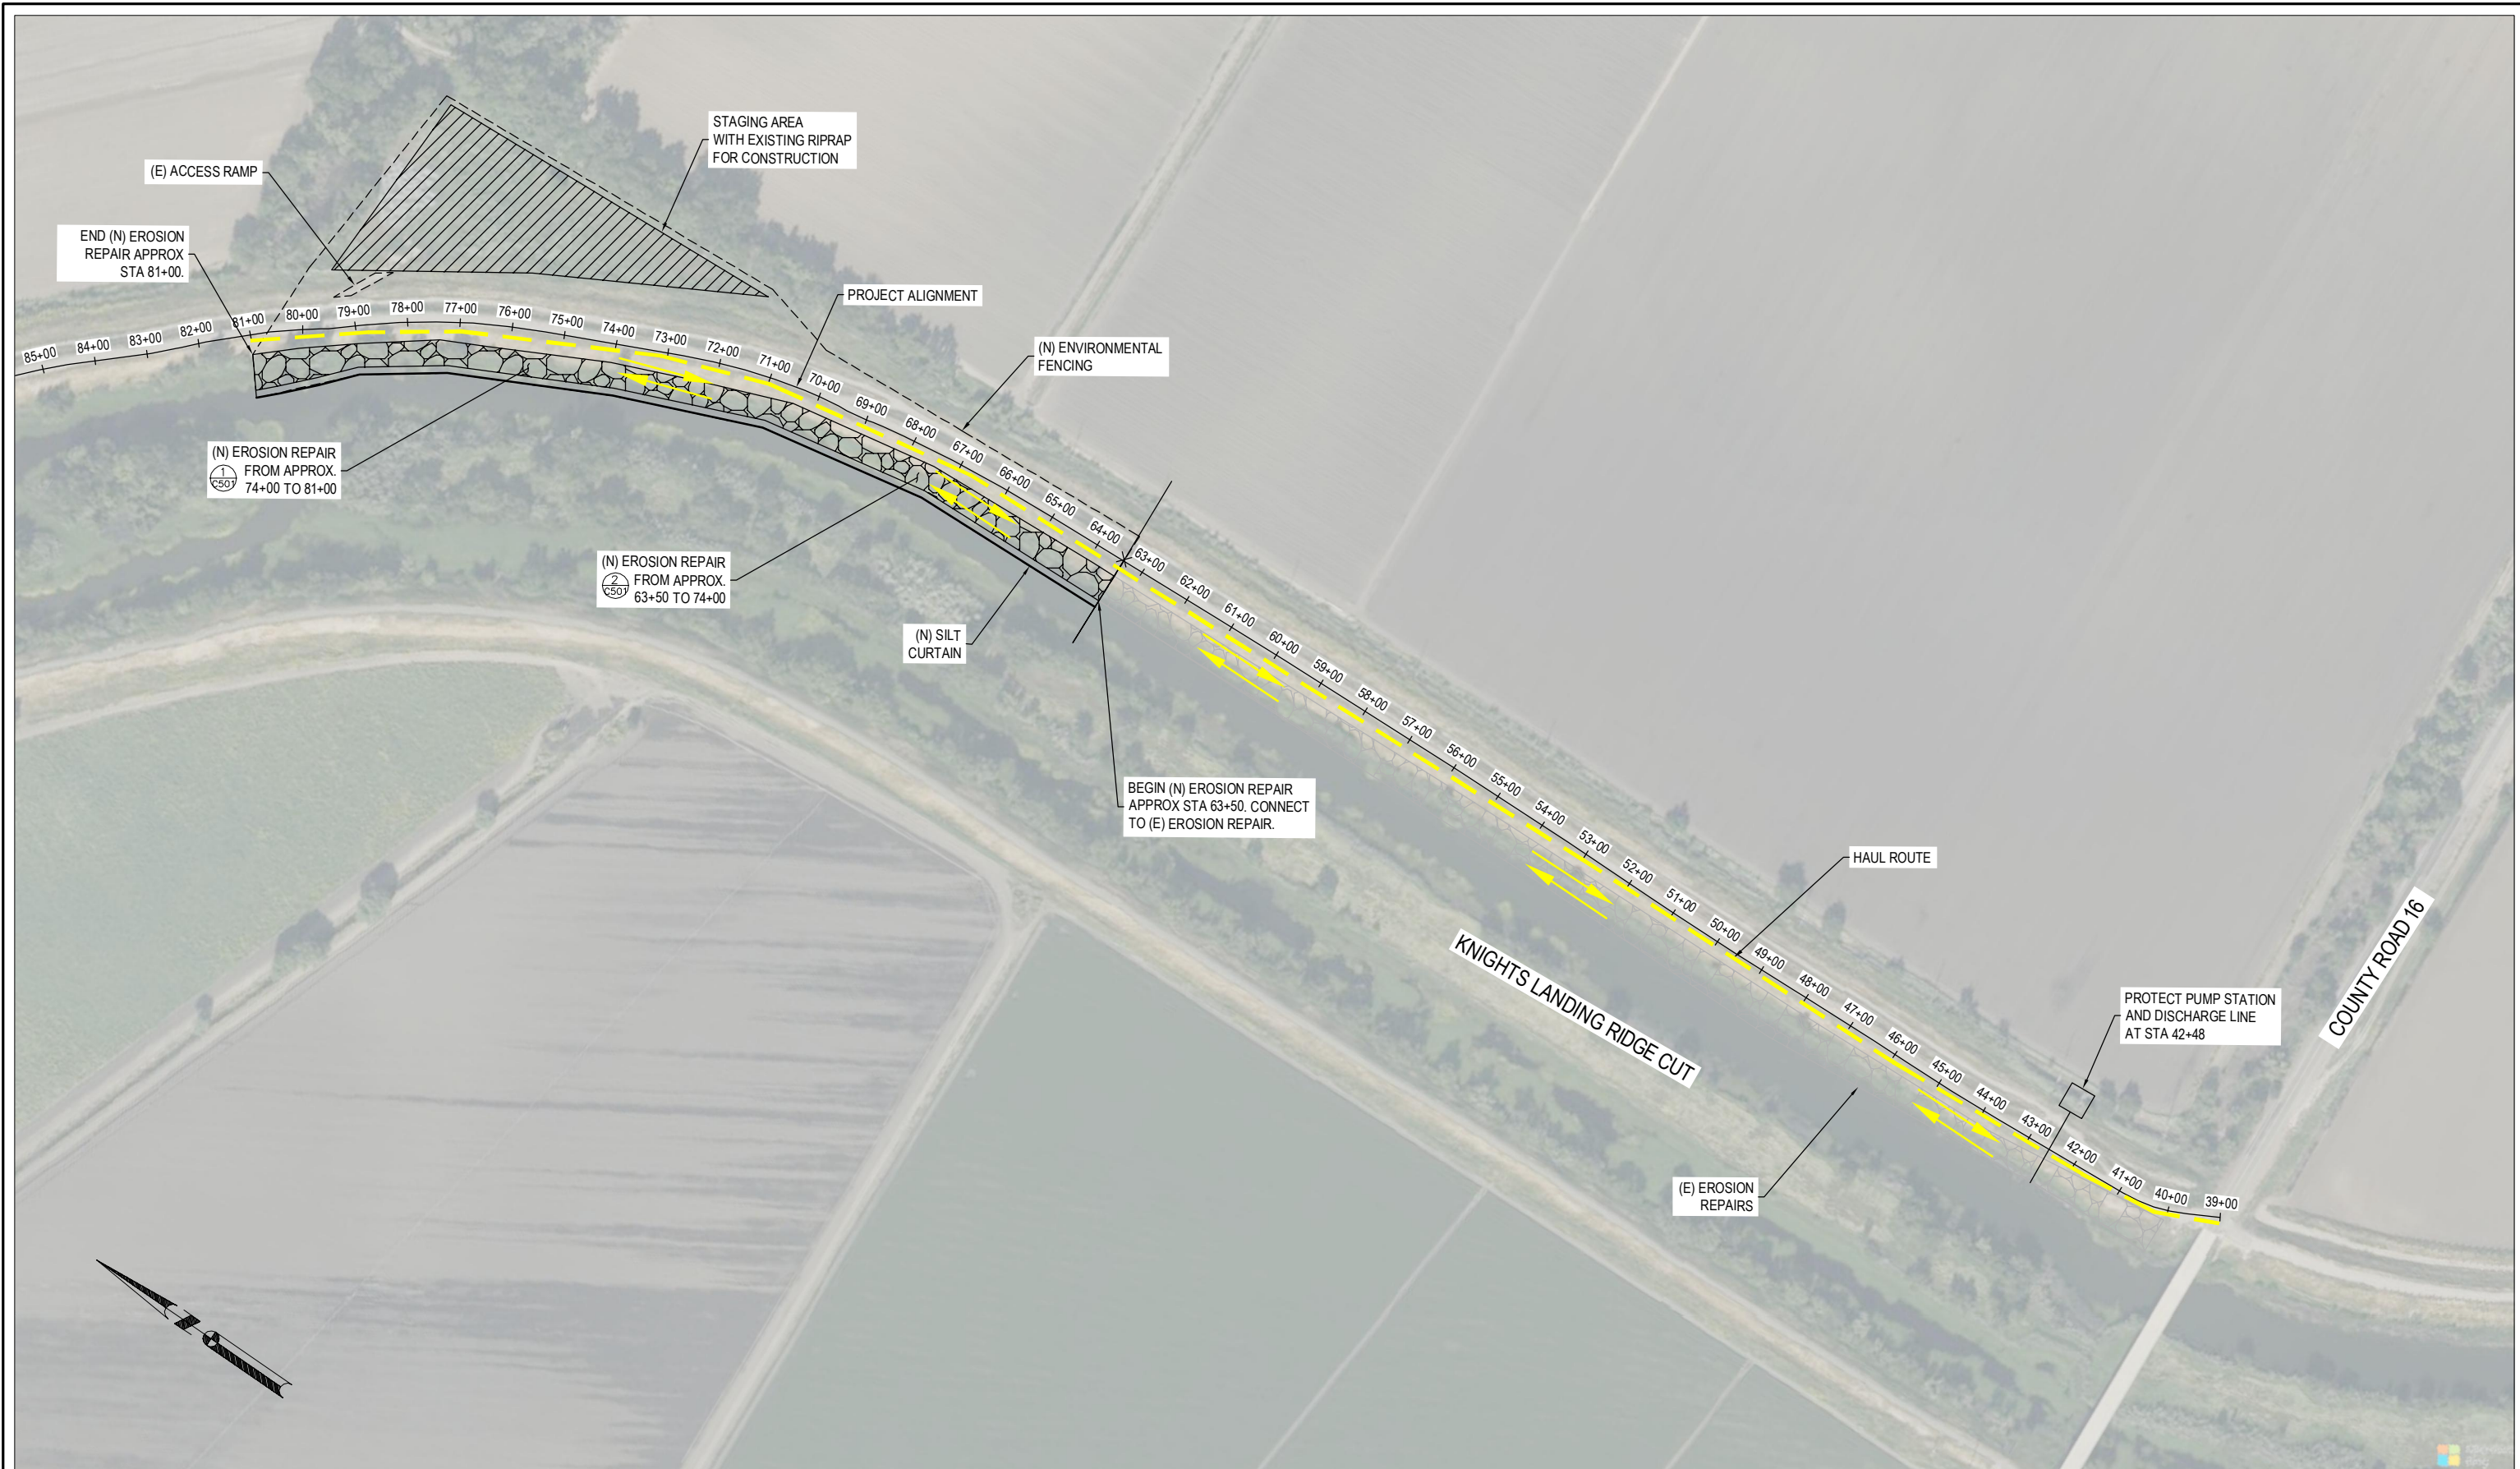 STAGING AREA
WITH EXISTING RIPRAP
FOR CONSTRUCTION
(E) ACCESS RAMP
END (N) EROSION
REPAIR APPROX
STA 81+00.
PROJECT ALIGNMENT
(N) ENVIRONMENTAL
FENCING
85+00
84+00
83+00
82+00
81+00
80+00
79+00
78+00
77+00
76+00
75+00
74+00
73+00
72+00
71+00
70+00
69+00
68+00
67+00
66+00
65+00
64+00
63+00
62+00
61+00
60+00
59+00
58+00
57+00
56+00
55+00
54+00
53+00
52+00
51+00
50+00
49+00
48+00
47+00
46+00
45+00
44+00
43+00
42+00
41+00
40+00
39+00
(N) EROSION REPAIR
1 FROM APPROX.
C501 74+00 TO 81+00
(N) EROSION REPAIR
2 FROM APPROX.
C501 63+50 TO 74+00
(N) SILT
CURTAIN
BEGIN (N) EROSION REPAIR
APPROX STA 63+50. CONNECT
TO (E) EROSION REPAIR.
HAUL ROUTE
KNIGHTS LANDING RIDGE CUT
COUNTY ROAD 16
PROTECT PUMP STATION
AND DISCHARGE LINE
AT STA 42+48
(E) EROSION
REPAIRS